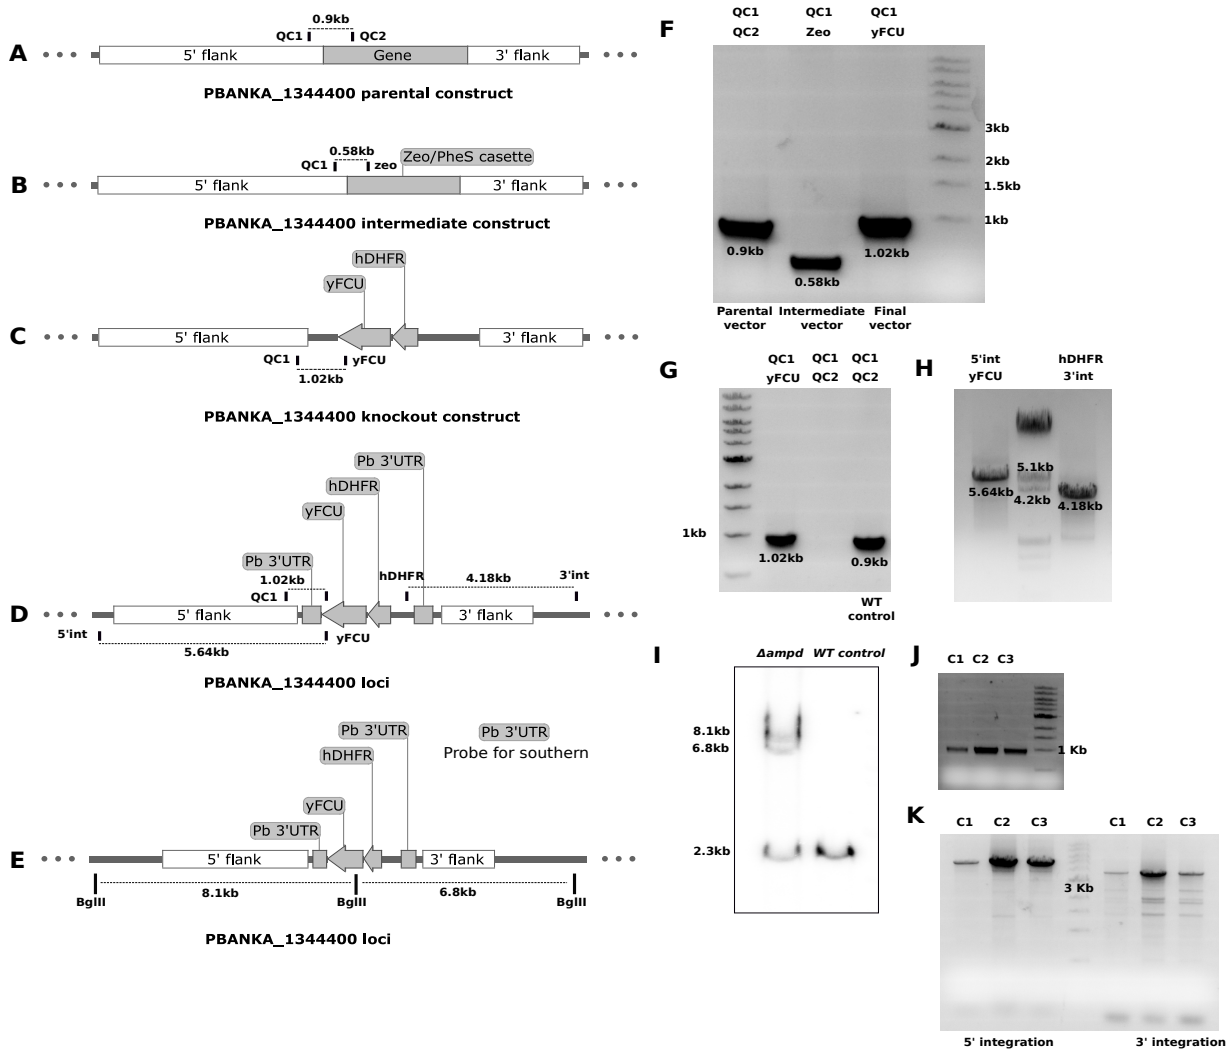 A
0.9kb
QC1 QC2
5' flank Gene 3' flank
PBANKA_1344400 parental construct
B
0.58kb
QC1 zeo Zeo/PheS casette
5' flank 3' flank
PBANKA_1344400 intermediate construct
C
hDHFR
yFCU
5' flank 3' flank
QC1 yFCU
1.02kb
PBANKA_1344400 knockout construct
D
Pb 3'UTR
hDHFR
yFCU
Pb 3'UTR
1.02kb hDHFR 4.18kb 3'int
QC1
5' flank 3' flank
5'int yFCU
5.64kb
PBANKA_1344400 loci
E
Pb 3'UTR Pb 3'UTR
Probe for southern
hDHFR
yFCU
Pb 3'UTR
5' flank 3' flank
8.1kb 6.8kb
BglII BglII BglII
PBANKA_1344400 loci
F
QC1 QC1 QC1
QC2 Zeo yFCU
3kb
2kb
1.5kb
1kb
0.9kb 1.02kb
0.58kb
Parental Intermediate Final
vector vector vector
G
QC1 QC1 QC1
yFCU QC2 QC2
1kb
1.02kb 0.9kb
WT
control
H
5'int hDHFR
yFCU 3'int
5.1kb
5.64kb
4.2kb
4.18kb
I
Δampd WT control
8.1kb
6.8kb
2.3kb
J
C1 C2 C3
1 Kb
K
C1 C2 C3 C1 C2 C3
3 Kb
5' integration 3' integration